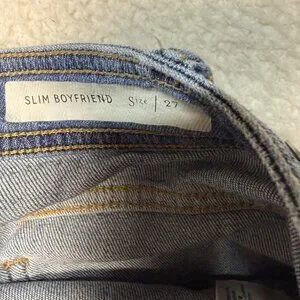 SLIM BOYFRIEND Size | 27